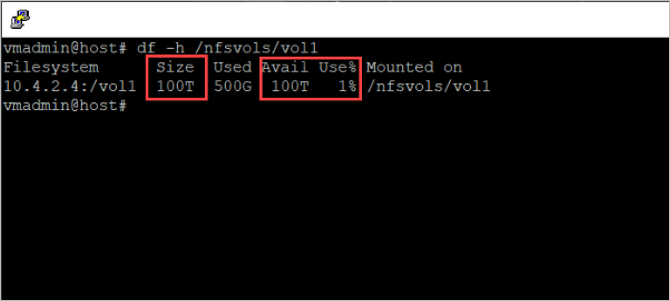 vmadmin@host# df -h /nfsvols/vol1
Filesystem Size Used Avail Use% Mounted on
10.4.2.4:/vol1 100T 500G 100T 1% /nfsvols/vol1
vmadmin@host#